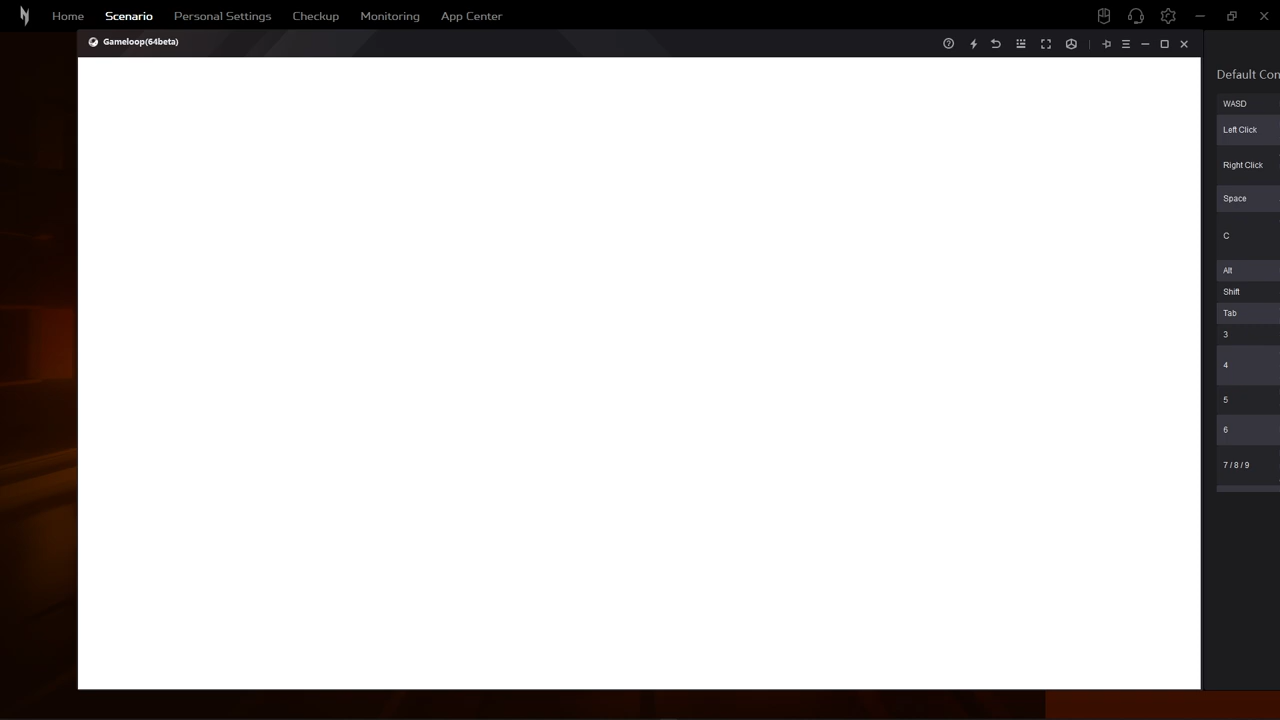 Home Scenario Personal Settings Checkup Monitoring App Center
Gameloop(64beta)
Default Con
WASD
Left Click
Right Click
Space
C
Alt
Shift
Tab
3
4
5
6
7 / 8 / 9